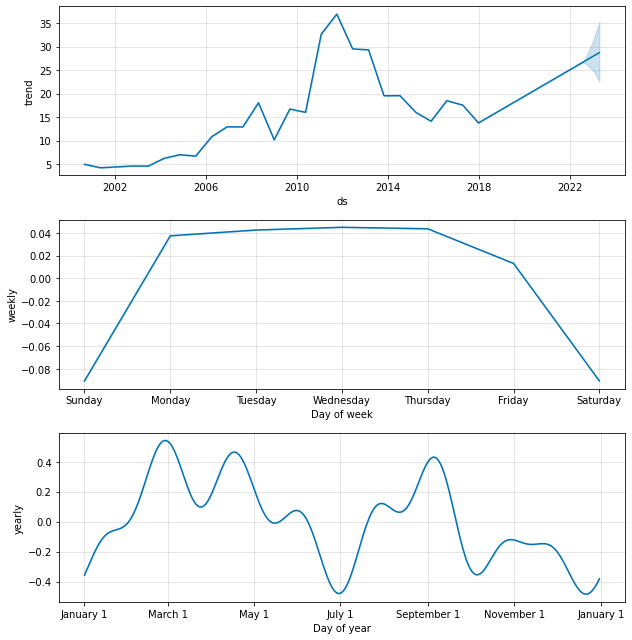 35
30
25
20
15
10
5
trend
2002 2006 2010 2014 2018 2022
ds
0.04
0.02
0.00
−0.02
−0.04
−0.06
−0.08
weekly
Sunday Monday Tuesday Wednesday Thursday Friday Saturday
Day of week
0.4
0.2
0.0
−0.2
−0.4
yearly
January 1 March 1 May 1 July 1 September 1 November 1 January 1
Day of year